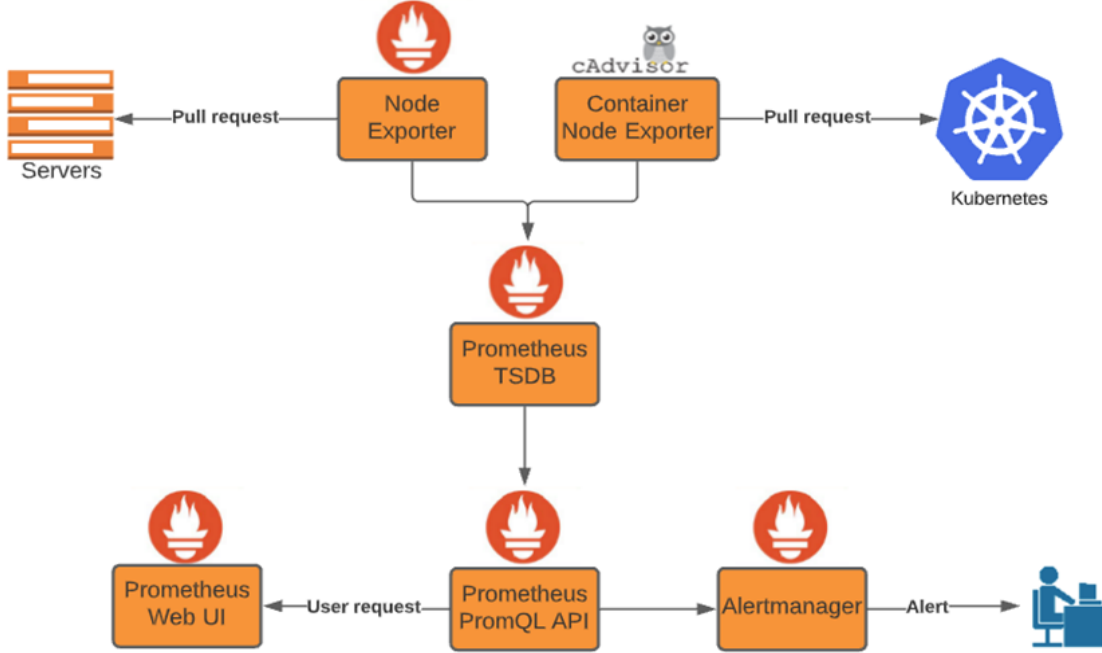 cAdvisor
Node
Exporter
Container
Node Exporter
Pull request
Pull request
Servers
Kubernetes
Prometheus
TSDB
Prometheus
Web UI
User request
Prometheus
PromQL API
Alertmanager
Alert